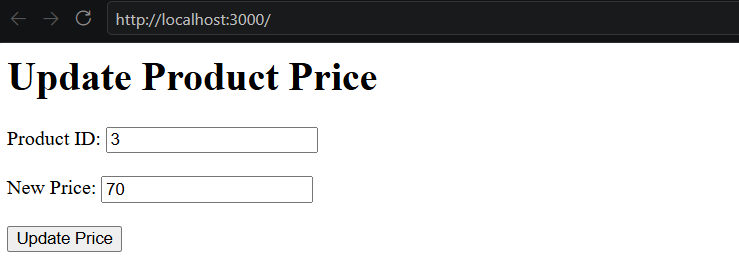 http://localhost:3000/
Update Product Price
Product ID: 3
New Price: 70
Update Price